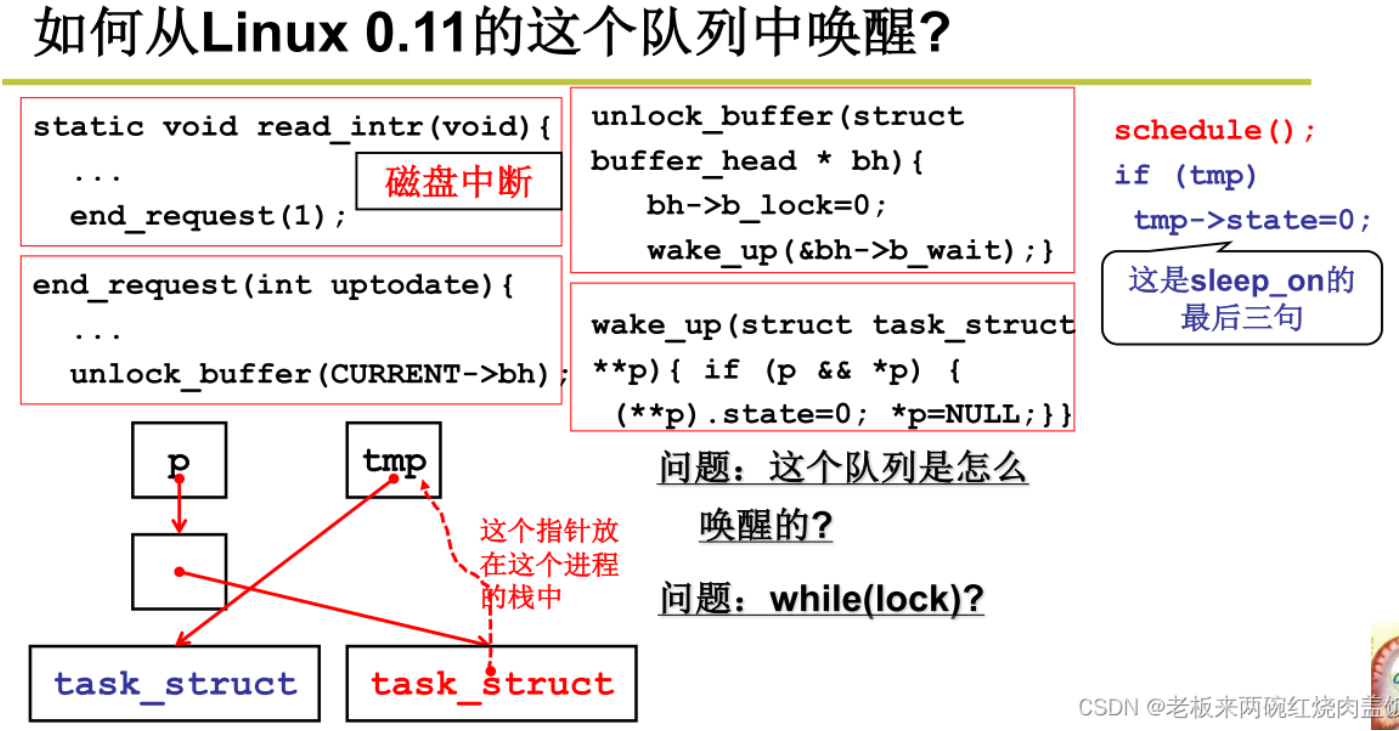 如何从Linux 0.11的这个队列中唤醒?
static void read_intr(void){
...
end_request(1);
磁盘中断
end_request(int uptodate){
...
unlock_buffer(CURRENT->bh);
unlock_buffer(struct
buffer_head * bh){
bh->b_lock=0;
wake_up(&bh->b_wait);}
wake_up(struct task_struct
**p){ if (p && *p) {
(**p).state=0; *p=NULL;}}
schedule();
if (tmp)
tmp->state=0;
这是sleep_on的
最后三句
p
tmp
这个指针放
在这个进程
的栈中
task_struct
task_struct
问题：这个队列是怎么
唤醒的?
问题：while(lock)?
CSDN @老板来两碗红烧肉盖饭